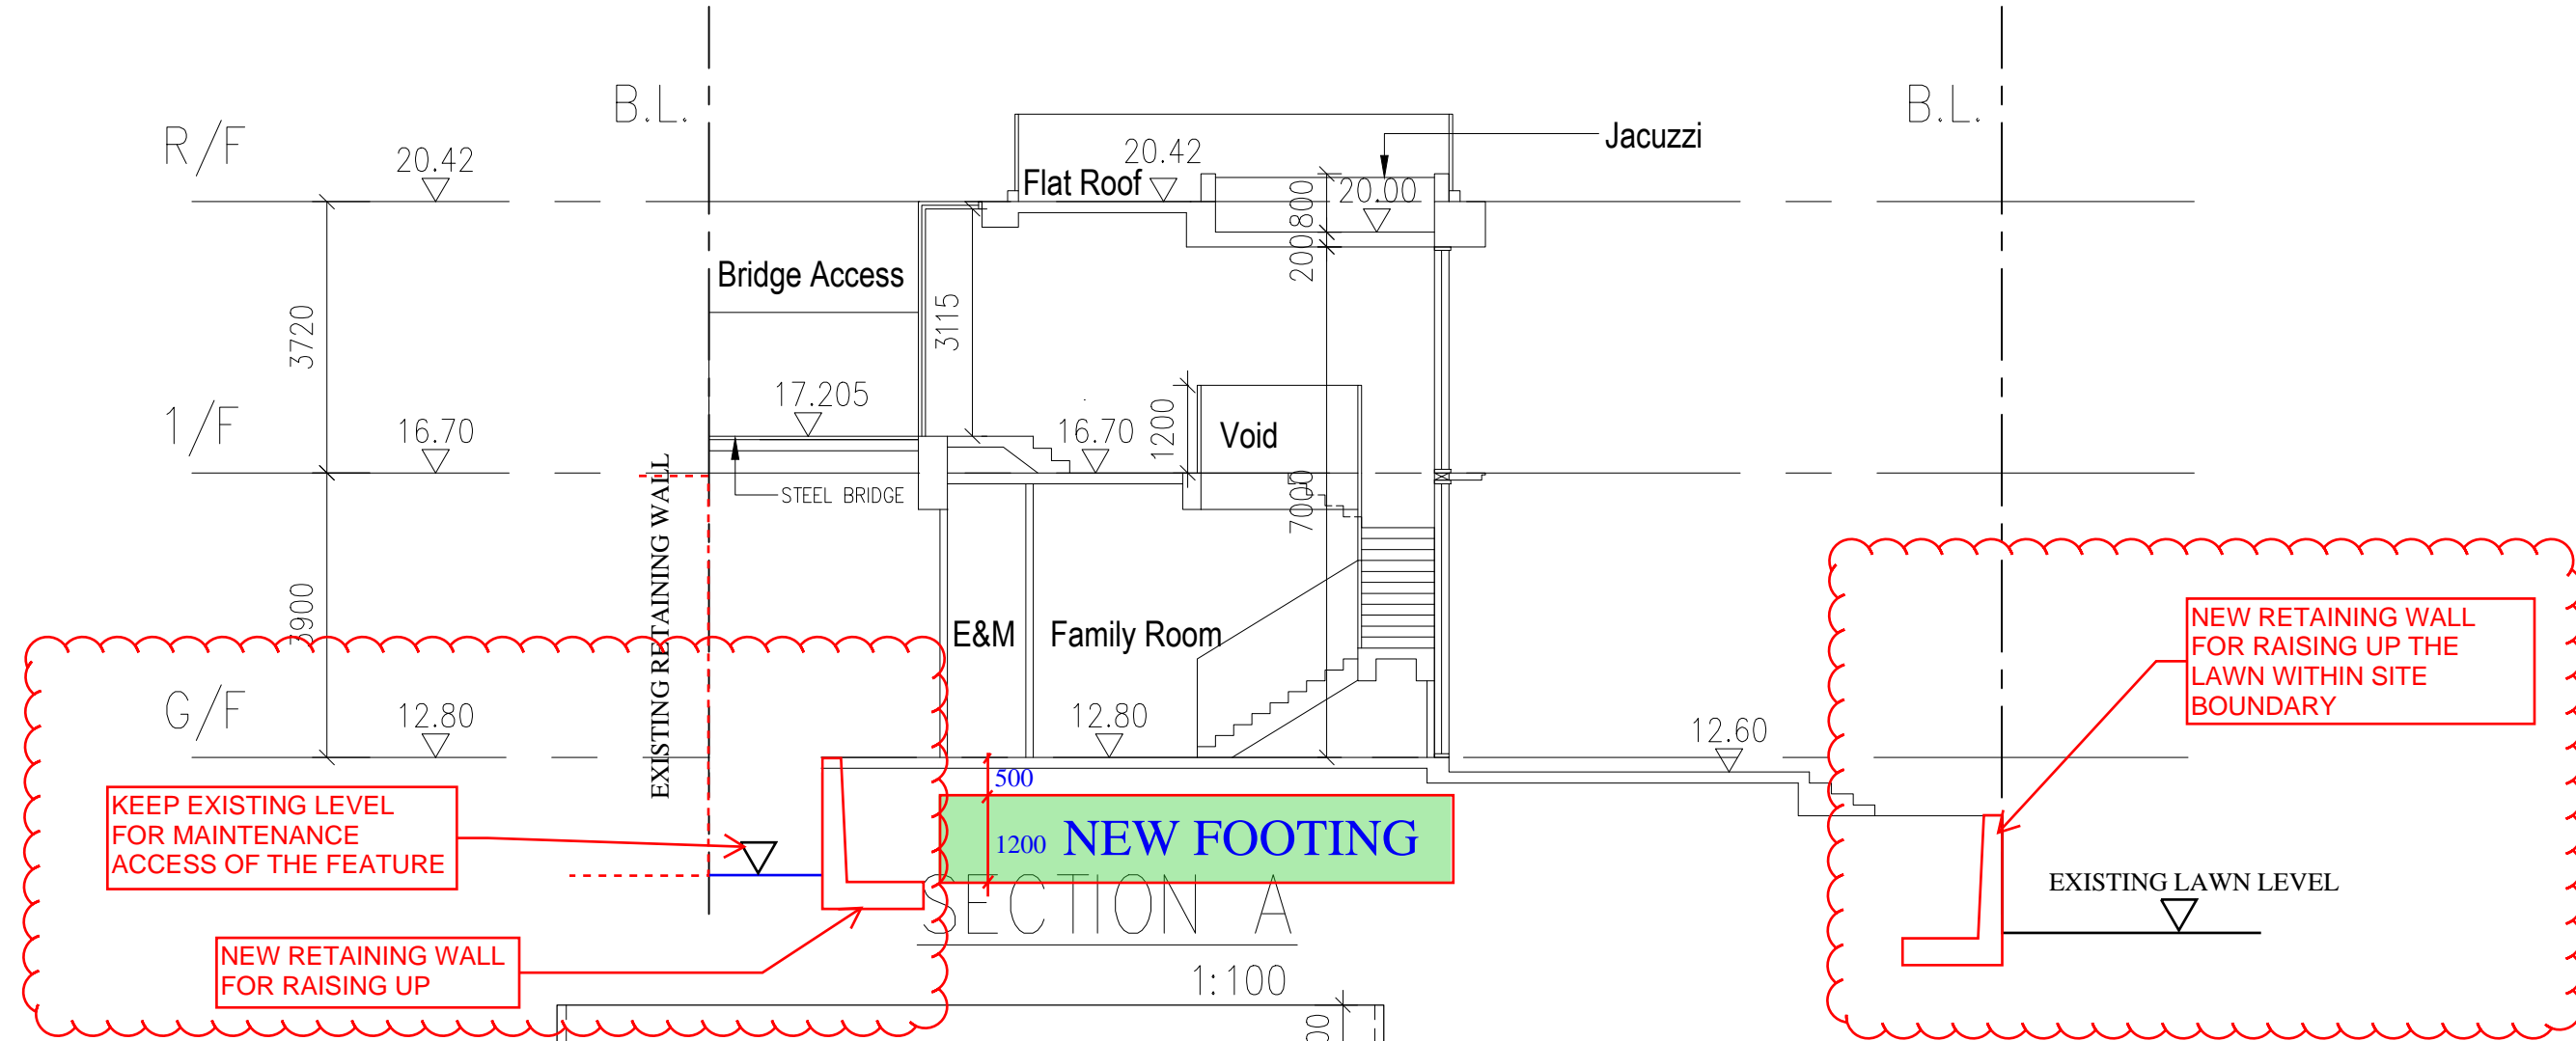 B.L.
B.L.
R/F
20.42
Flat Roof
20.42
Jacuzzi
20.00
800
200
Bridge Access
3115
3720
17.205
1/F
16.70
16.70
1200
Void
STEEL BRIDGE
7000
EXISTING RETAINING WALL
3900
E&M
Family Room
NEW RETAINING WALL
FOR RAISING UP THE
LAWN WITHIN SITE
BOUNDARY
G/F
12.80
12.80
12.60
500
KEEP EXISTING LEVEL
FOR MAINTENANCE
ACCESS OF THE FEATURE
1200
NEW FOOTING
EXISTING LAWN LEVEL
SECTION A
1:100
NEW RETAINING WALL
FOR RAISING UP